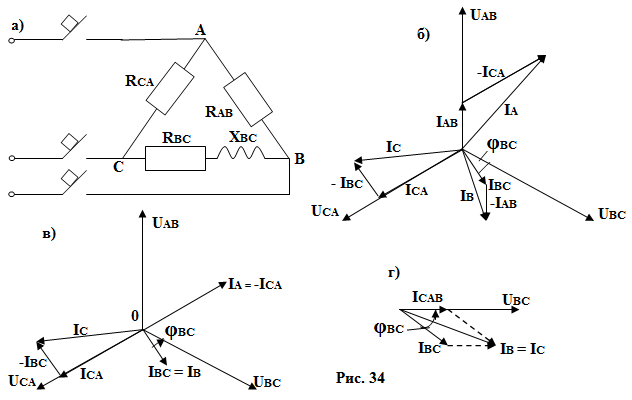 а)
A
RCA
RAB
RBC
XBC
C
B
б)
UAB
-ICA
IA
IAB
IC
φBC
- IBC
ICA
IBC
IB
-IAB
UCA
UBC
в)
UAB
IA = -ICA
0
IC
φBC
-IBC
ICA
IBC = IB
UCA
UBC
г)
ICAB
UBC
φBC
IBC
IB = IC
Рис. 34